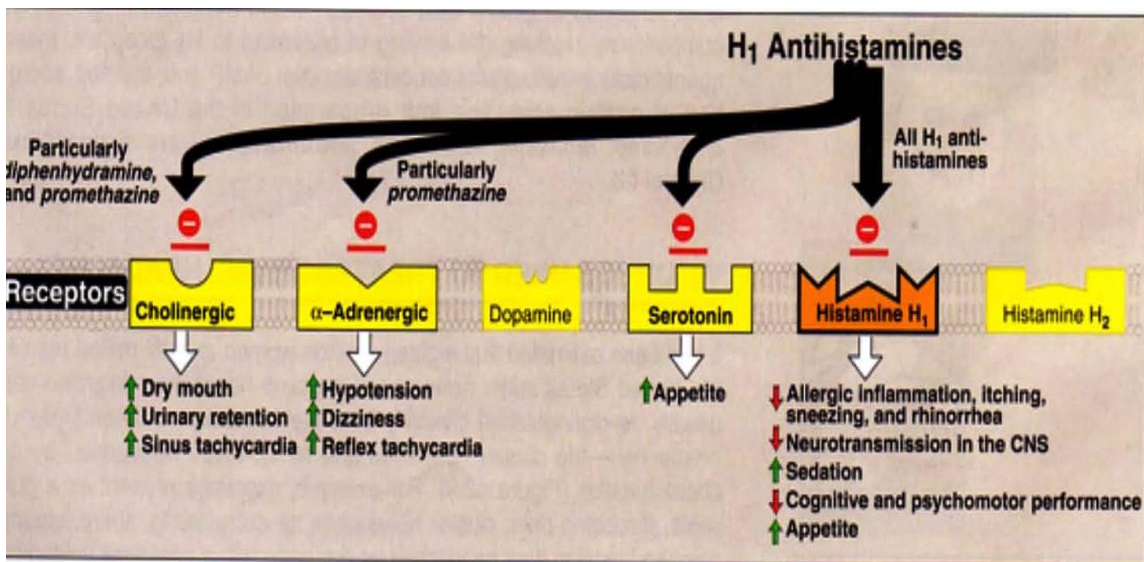 H₁ Antihistamines
Particularly
diphenhydramine,
and promethazine
Particularly
promethazine
All H₁ anti-
histamines
Receptors
Cholinergic
α–Adrenergic
Dopamine
Serotonin
Histamine H₁
Histamine H₂
Dry mouth
Urinary retention
Sinus tachycardia
Hypotension
Dizziness
Reflex tachycardia
Appetite
Allergic inflammation, itching,
sneezing, and rhinorrhea
Neurotransmission in the CNS
Sedation
Cognitive and psychomotor performance
Appetite